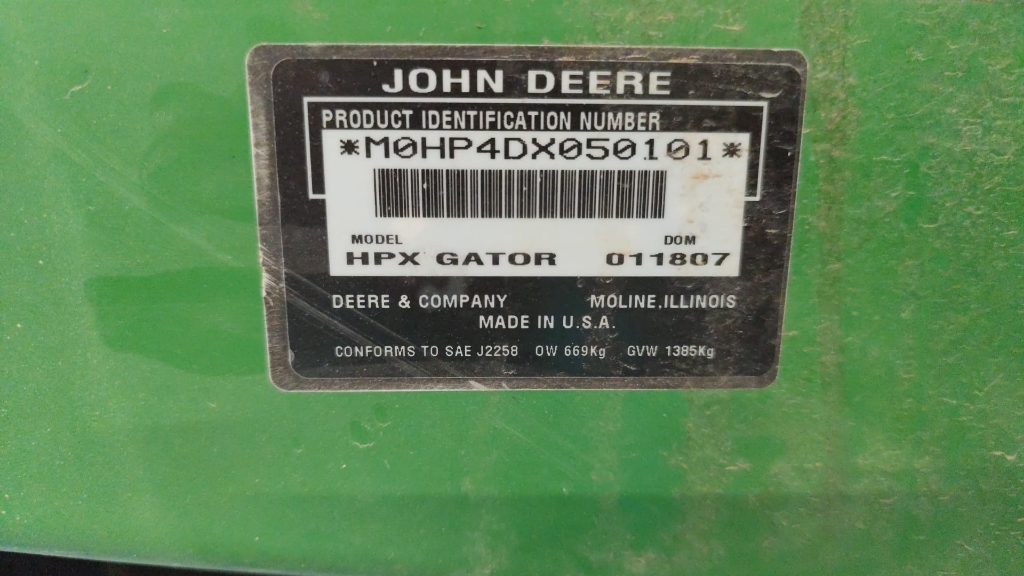 JOHN DEERE
PRODUCT IDENTIFICATION NUMBER
*M0HP4DX050101*
MODEL DOM
HPX GATOR 011807
DEERE & COMPANY MOLINE, ILLINOIS
MADE IN U.S.A.
CONFORMS TO SAE J2258 OW 669Kg GVW 1385Kg